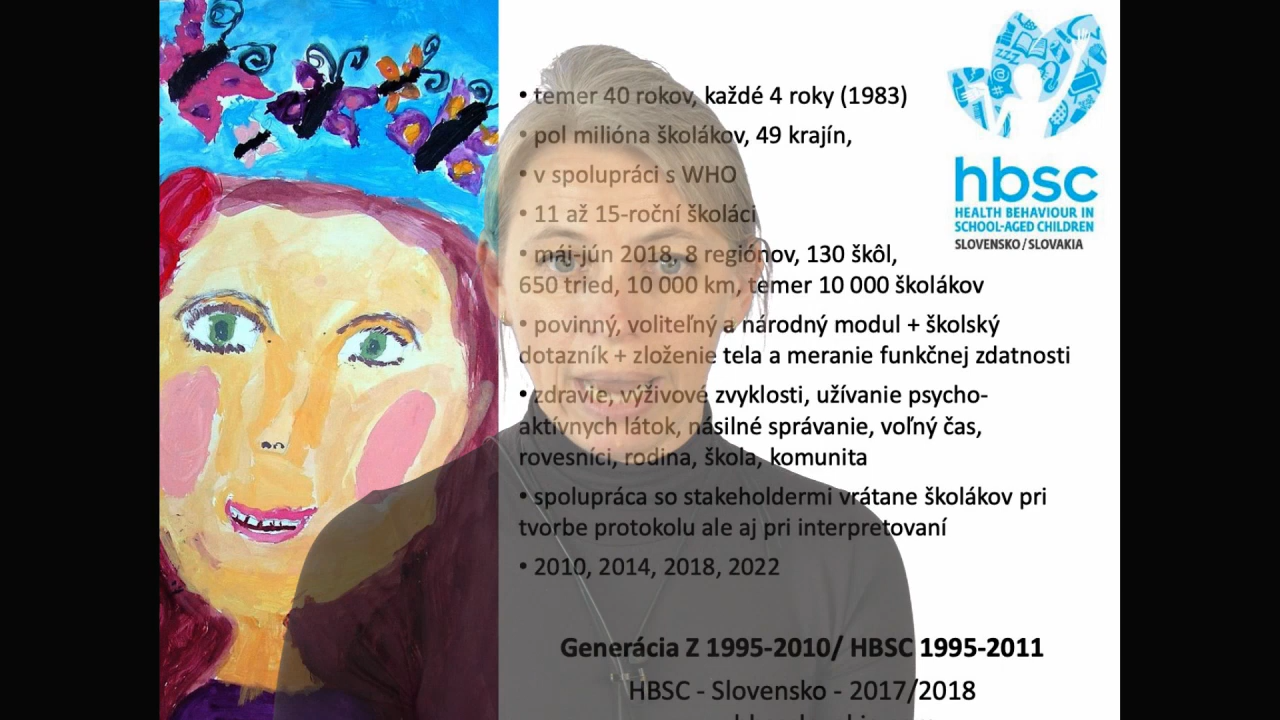 • temer 40 rokov, každé 4 roky (1983)
• pol milióna školákov, 49 krajín,
• v spolupráci s WHO
• 11 až 15-roční školáci
• máj-jún 2018, 8 regiónov, 130 škôl,
650 tried, 10 000 km, temer 10 000 školákov
• povinný, voliteľný a národný modul + školský
dotazník + zloženie tela a meranie funkčnej zdatnosti
• zdravie, výživové zvyklosti, užívanie psycho-
aktívnych látok, násilné správanie, voľný čas,
rovesníci, rodina, škola, komunita
• spolupráca so stakeholdermi vrátane školákov pri
tvorbe protokolu ale aj pri interpretovaní
• 2010, 2014, 2018, 2022
Generácia Z 1995-2010/ HBSC 1995-2011
HBSC - Slovensko - 2017/2018
hbsc
HEALTH BEHAVIOUR IN
SCHOOL-AGED CHILDREN
SLOVENSKO/SLOVAKIA